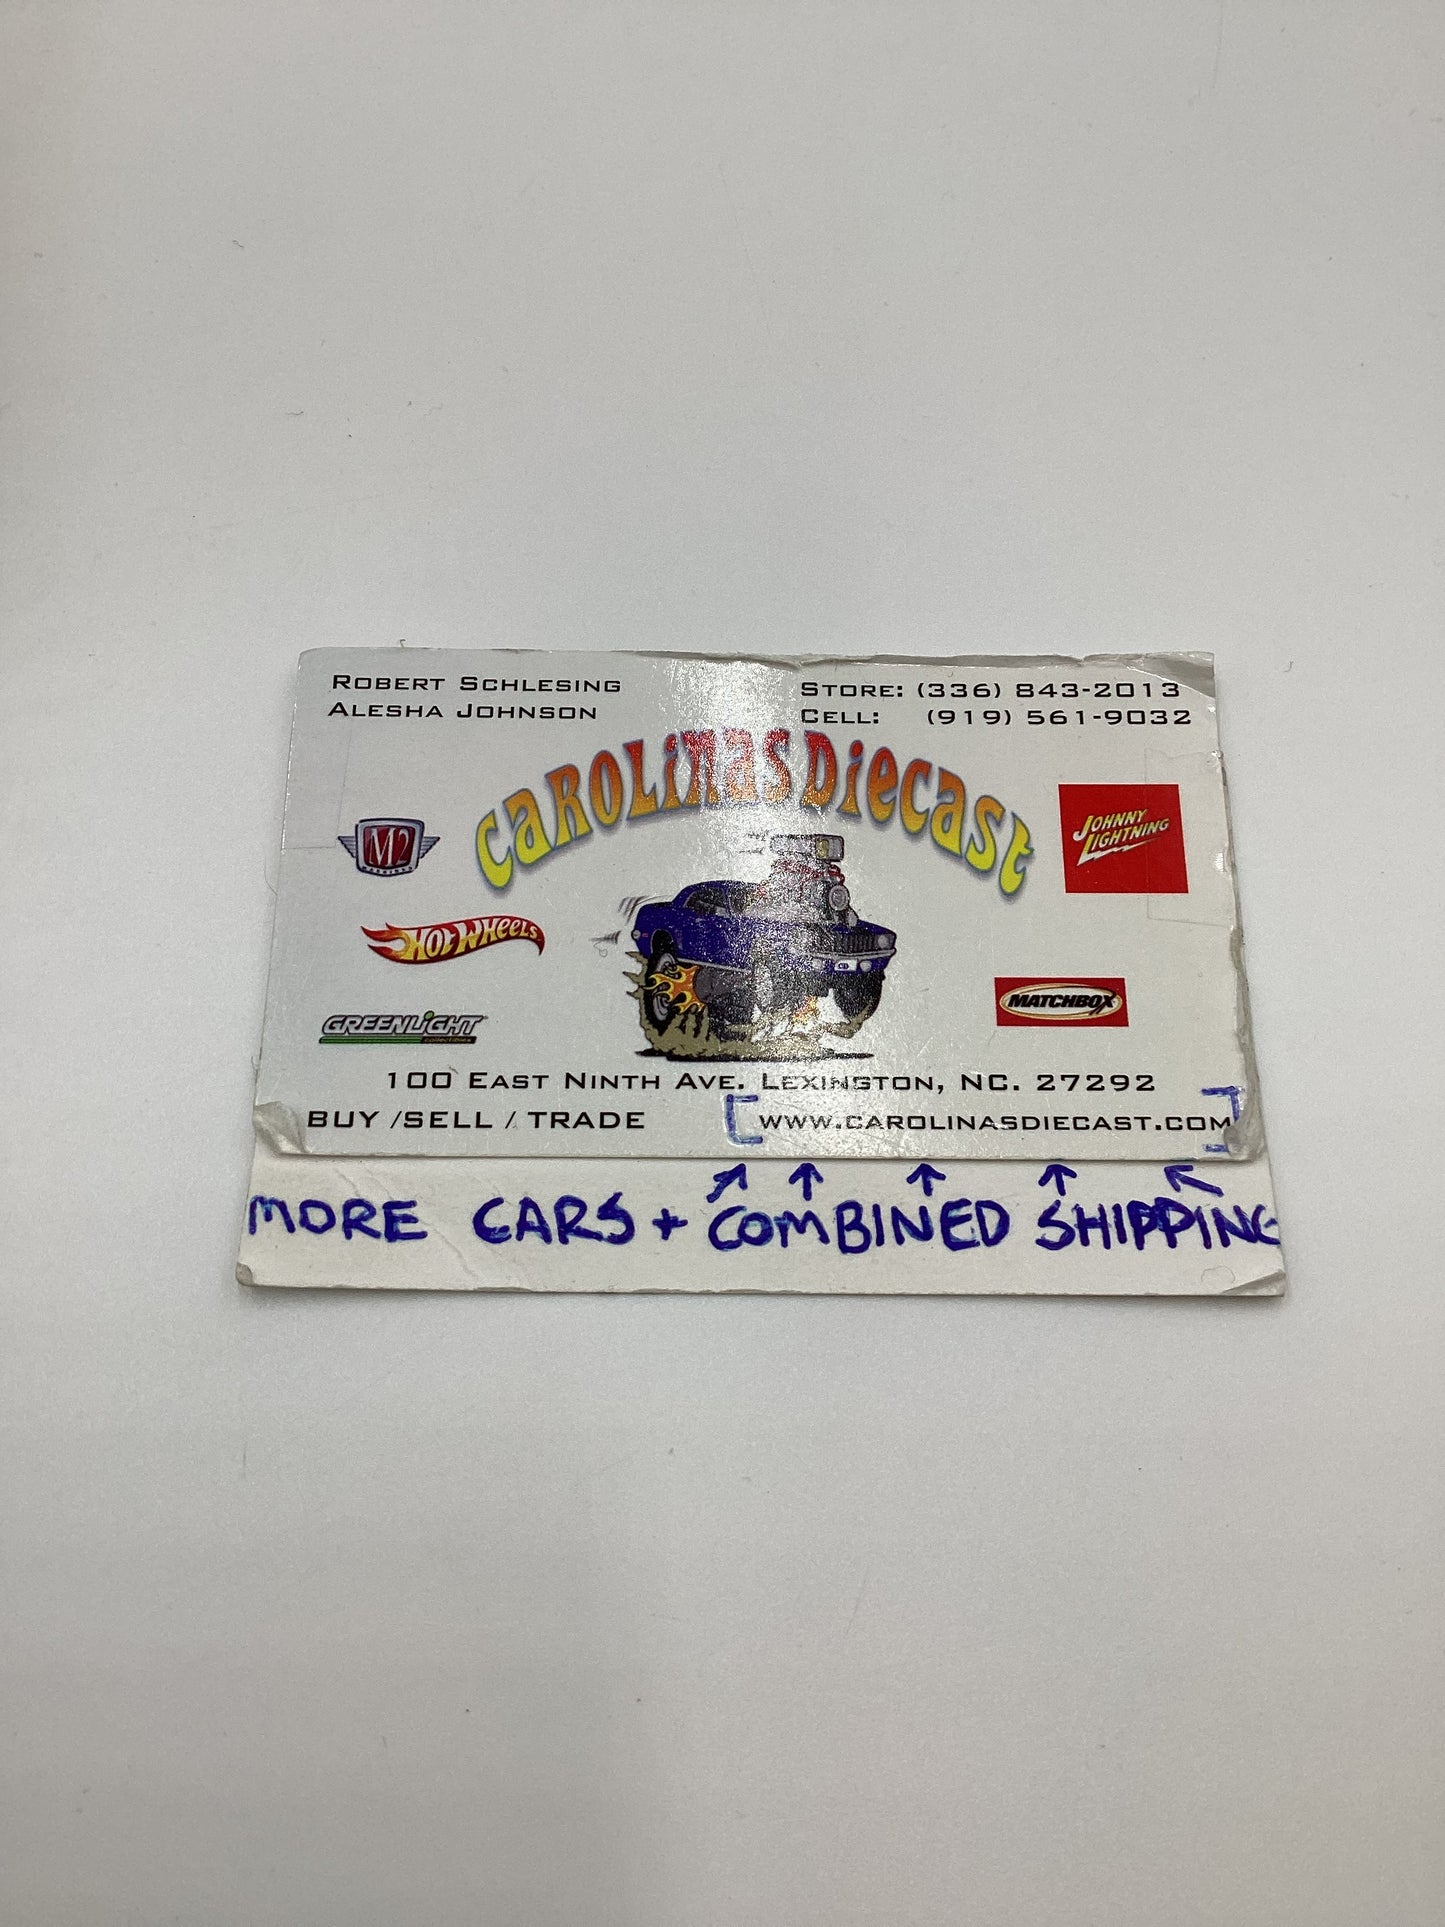 ROBERT SCHLESING
ALESHA JOHNSON
STORE: (336) 843-2013
CELL: (919) 561-9032
CAROLINAS DIECAST
M2
MACHINES
JOHNNY
LIGHTNING
HOT WHEELS
MATCHBOX
GREENLIGHT
collectibles
100 EAST NINTH AVE. LEXINGTON, NC. 27292
BUY /SELL / TRADE
WWW.CAROLINASDIECAST.COM
MORE CARS + COMBINED SHIPPING